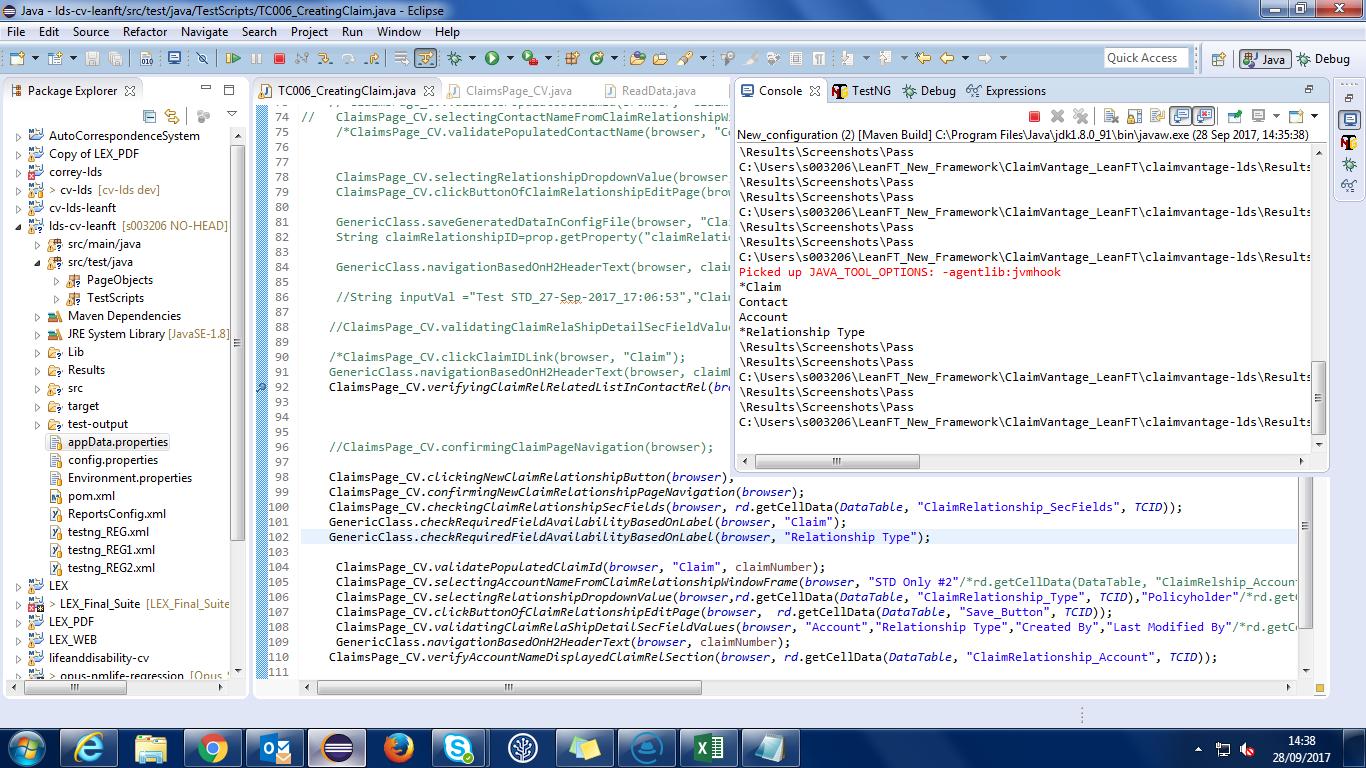 Java - lds-cv-leanft/src/test/java/TestScripts/TC006_CreatingClaim.java - Eclipse
File Edit Source Refactor Navigate Search Project Run Window Help
Quick Access Java Debug
Package Explorer
AutoCorrespondenceSystem
Copy of LEX_PDF
correy-lds
> cv-lds [cv-lds dev]
cv-lds-leanft
lds-cv-leanft [s003206 NO-HEAD]
src/main/java
src/test/java
PageObjects
TestScripts
Maven Dependencies
JRE System Library [JavaSE-1.8]
Lib
Results
src
target
test-output
appData.properties
config.properties
Environment.properties
pom.xml
ReportsConfig.xml
testng_REG.xml
testng_REG1.xml
testng_REG2.xml
LEX
> LEX_Final_Suite [LEX_Final_Suite
LEX_PDF
LEX_WEB
lifeanddisability-cv
> opus-nmlife-regression [Opus_
TC006_CreatingClaim.java ClaimsPage_CV.java ReadData.java
74 // ClaimsPage_CV.selectingContactNameFromClaimRelationshipWi
75 /*ClaimsPage_CV.validatePopulatedContactName(browser, "Co
76
77
78 ClaimsPage_CV.selectingRelationshipDropdownValue(browser,
79 ClaimsPage_CV.clickButtonOfClaimRelationshipEditPage(brow
80
81 GenericClass.saveGeneratedDataInConfigFile(browser, "Clai
82 String claimRelationshipID=prop.getProperty("claimRelatio
83
84 GenericClass.navigationBasedOnH2HeaderText(browser, claim
85
86 //String inputVal ="Test STD_27-Sep-2017_17:06:53","Claim
87
88 //ClaimsPage_CV.validatingClaimRelaShipDetailSecFieldValue
89
90 /*ClaimsPage_CV.clickClaimIDLink(browser, "Claim");
91 GenericClass.navigationBasedOnH2HeaderText(browser, claimN
92 ClaimsPage_CV.verifyingClaimRelRelatedListInContactRel(bro
93
94
95
96 //ClaimsPage_CV.confirmingClaimPageNavigation(browser);
97
98 ClaimsPage_CV.clickingNewClaimRelationshipButton(browser);
99 ClaimsPage_CV.confirmingNewClaimRelationshipPageNavigation(browser);
100 ClaimsPage_CV.checkingClaimRelationshipSecFields(browser, rd.getCellData(DataTable, "ClaimRelationship_SecFields", TCID));
101 GenericClass.checkRequiredFieldAvailabilityBasedOnLabel(browser, "Claim");
102 GenericClass.checkRequiredFieldAvailabilityBasedOnLabel(browser, "Relationship Type");
103
104 ClaimsPage_CV.validatePopulatedClaimId(browser, "Claim", claimNumber);
105 ClaimsPage_CV.selectingAccountNameFromClaimRelationshipWindowFrame(browser, "STD Only #2"/*rd.getCellData(DataTable, "ClaimRelship_Accoun
106 ClaimsPage_CV.selectingRelationshipDropdownValue(browser,rd.getCellData(DataTable, "ClaimRelationship_Type", TCID),"Policyholder"/*rd.getC
107 ClaimsPage_CV.clickButtonOfClaimRelationshipEditPage(browser, rd.getCellData(DataTable, "Save_Button", TCID));
108 ClaimsPage_CV.validatingClaimRelaShipDetailSecFieldValues(browser, "Account","Relationship Type","Created By","Last Modified By"/*rd.getCe
109 GenericClass.navigationBasedOnH2HeaderText(browser, claimNumber);
110 ClaimsPage_CV.verifyAccountNameDisplayedClaimRelSection(browser, rd.getCellData(DataTable, "ClaimRelationship_Account", TCID));
111
Console TestNG Debug Expressions
New_configuration (2) [Maven Build] C:\Program Files\Java\jdk1.8.0_91\bin\javaw.exe (28 Sep 2017, 14:35:38)
\Results\Screenshots\Pass
C:\Users\s003206\LeanFT_New_Framework\ClaimVantage_LeanFT\claimvantage-lds\Results
\Results\Screenshots\Pass
\Results\Screenshots\Pass
C:\Users\s003206\LeanFT_New_Framework\ClaimVantage_LeanFT\claimvantage-lds\Results
\Results\Screenshots\Pass
\Results\Screenshots\Pass
C:\Users\s003206\LeanFT_New_Framework\ClaimVantage_LeanFT\claimvantage-lds\Results
Picked up JAVA_TOOL_OPTIONS: -agentlib:jvmhook
*Claim
Contact
Account
*Relationship Type
\Results\Screenshots\Pass
\Results\Screenshots\Pass
C:\Users\s003206\LeanFT_New_Framework\ClaimVantage_LeanFT\claimvantage-lds\Results
\Results\Screenshots\Pass
\Results\Screenshots\Pass
C:\Users\s003206\LeanFT_New_Framework\ClaimVantage_LeanFT\claimvantage-lds\Results
14:38
28/09/2017